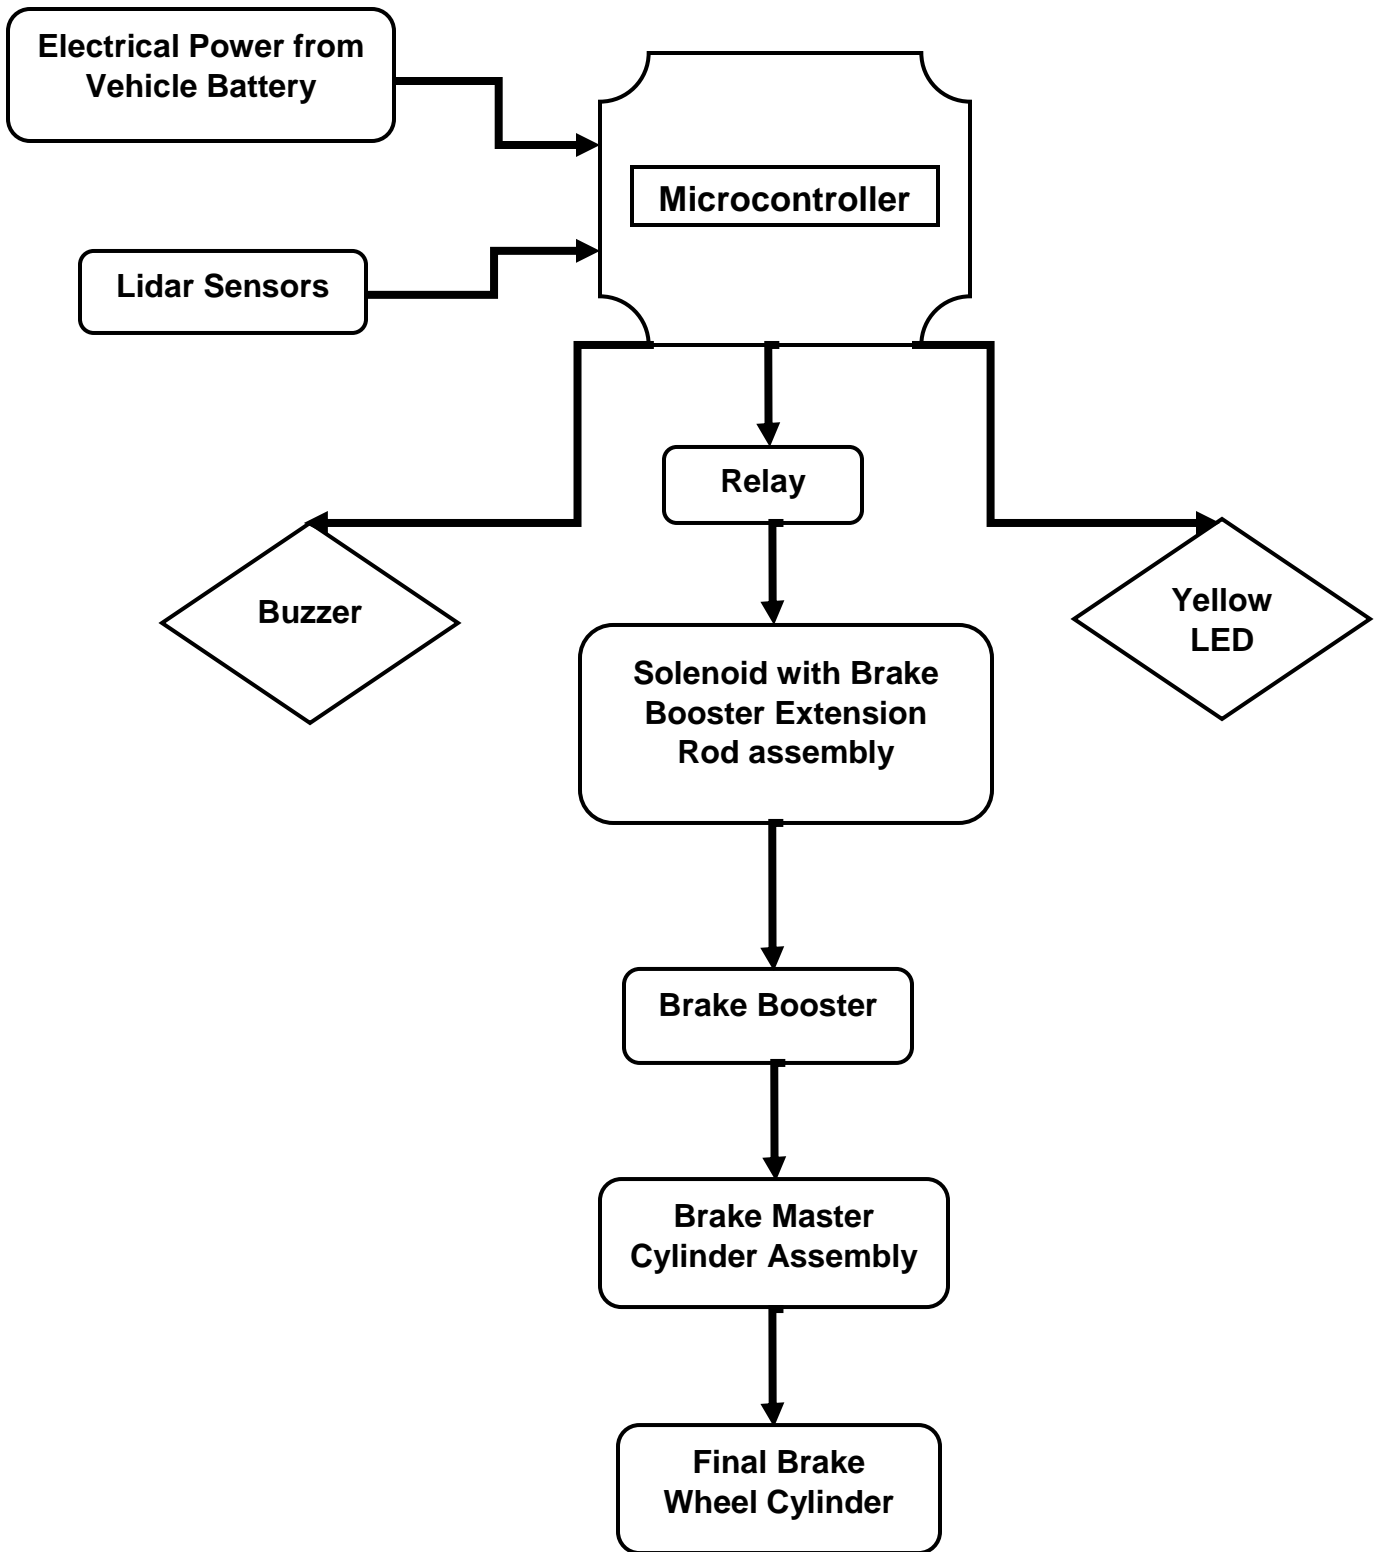 Electrical Power from
Vehicle Battery
Microcontroller
Lidar Sensors
Relay
Buzzer
Yellow
LED
Solenoid with Brake
Booster Extension
Rod assembly
Brake Booster
Brake Master
Cylinder Assembly
Final Brake
Wheel Cylinder